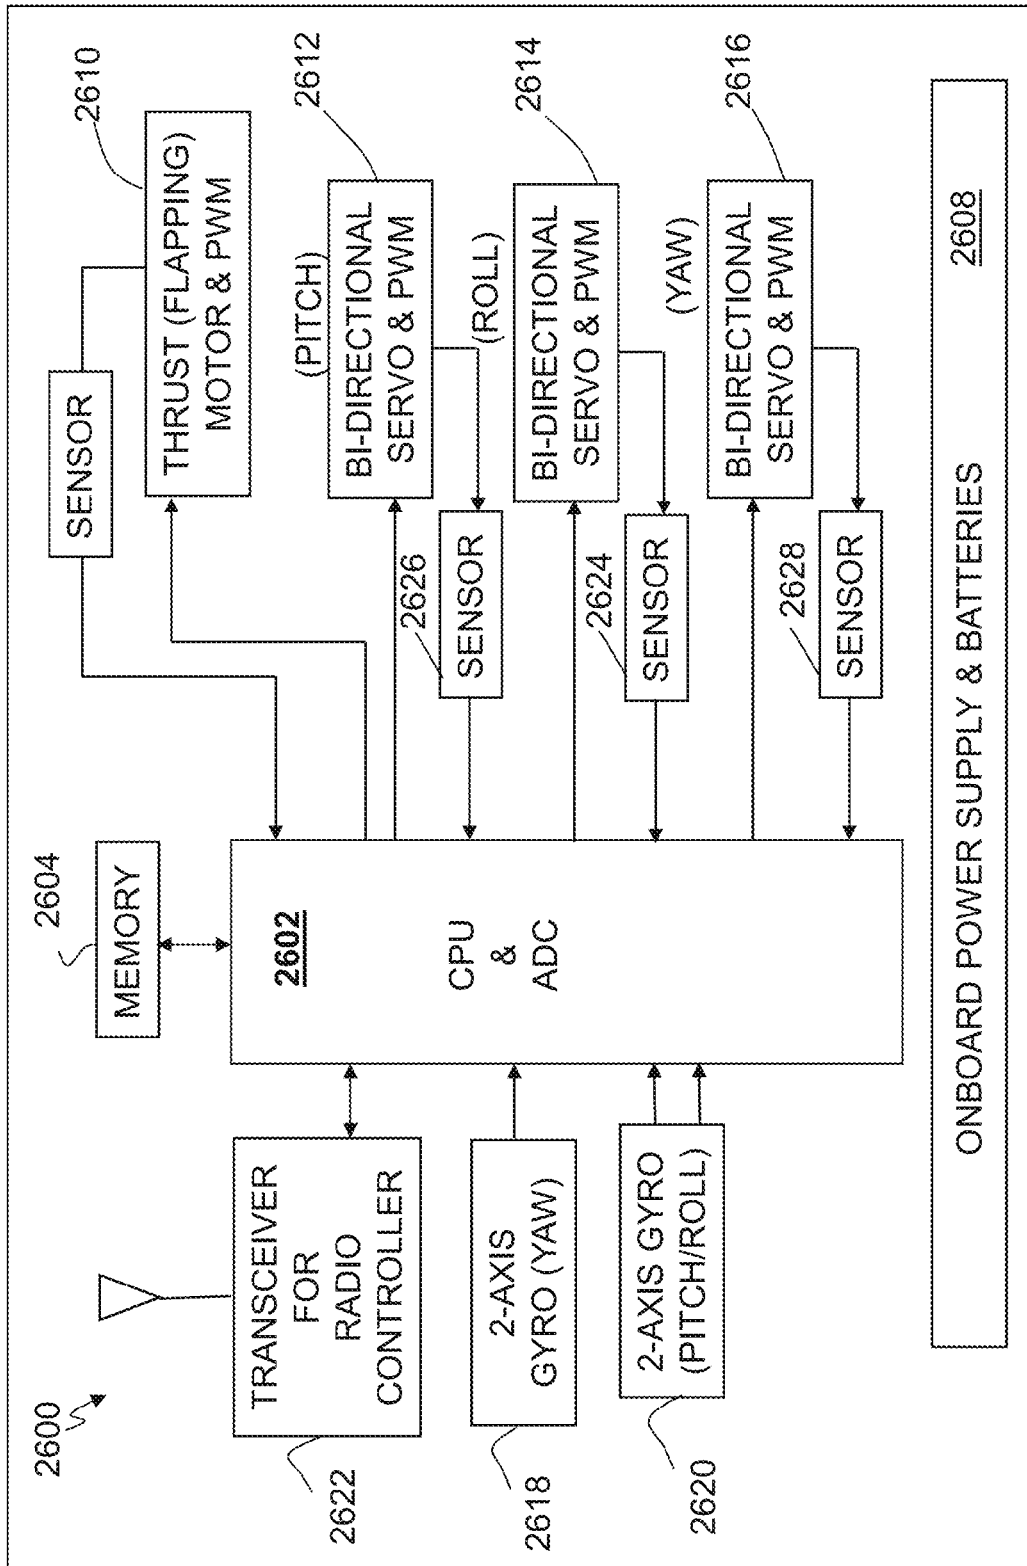 2600
2622
TRANSCEIVER
FOR
RADIO
CONTROLLER
2618
2-AXIS
GYRO (YAW)
2620
2-AXIS GYRO
(PITCH/ROLL)
2604
MEMORY
2602
CPU
&
ADC
SENSOR
2610
THRUST (FLAPPING)
MOTOR & PWM
(PITCH)
2612
BI-DIRECTIONAL
SERVO & PWM
2626
SENSOR
(ROLL)
2614
BI-DIRECTIONAL
SERVO & PWM
2624
SENSOR
(YAW)
2616
BI-DIRECTIONAL
SERVO & PWM
2628
SENSOR
ONBOARD POWER SUPPLY & BATTERIES 2608